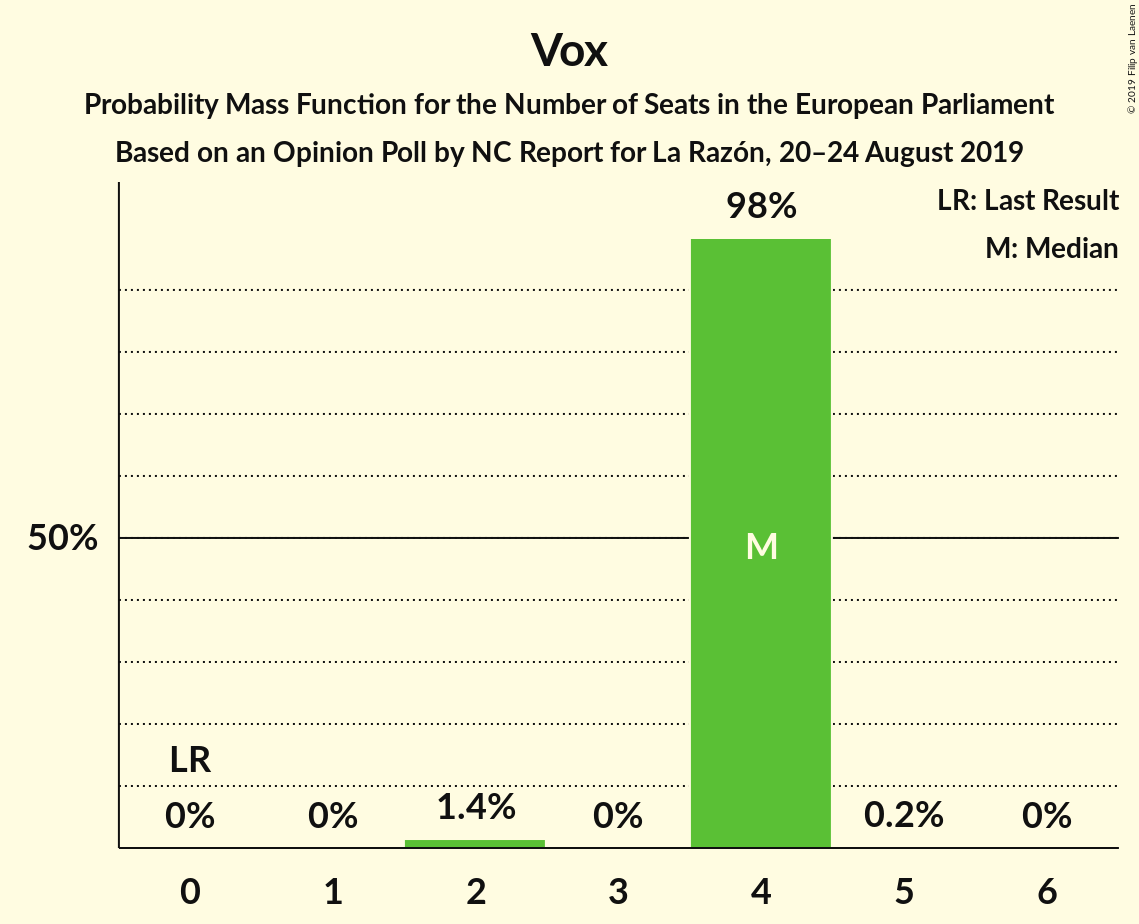 Vox
Probability Mass Function for the Number of Seats in the European Parliament
Based on an Opinion Poll by NC Report for La Razón, 20–24 August 2019
© 2019 Filip van Laenen
LR: Last Result
M: Median
98%
50%
M
LR
0%
0%
1.4%
0%
0.2%
0%
0
1
2
3
4
5
6